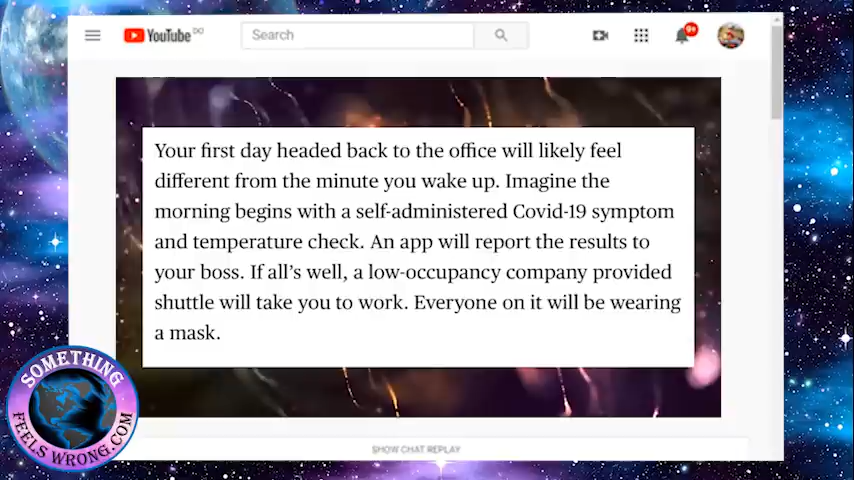 YouTube DO
Search
9+
Your first day headed back to the office will likely feel
different from the minute you wake up. Imagine the
morning begins with a self-administered Covid-19 symptom
and temperature check. An app will report the results to
your boss. If all’s well, a low-occupancy company provided
shuttle will take you to work. Everyone on it will be wearing
a mask.
SOMETHING
FEELS WRONG.COM
SHOW CHAT REPLAY